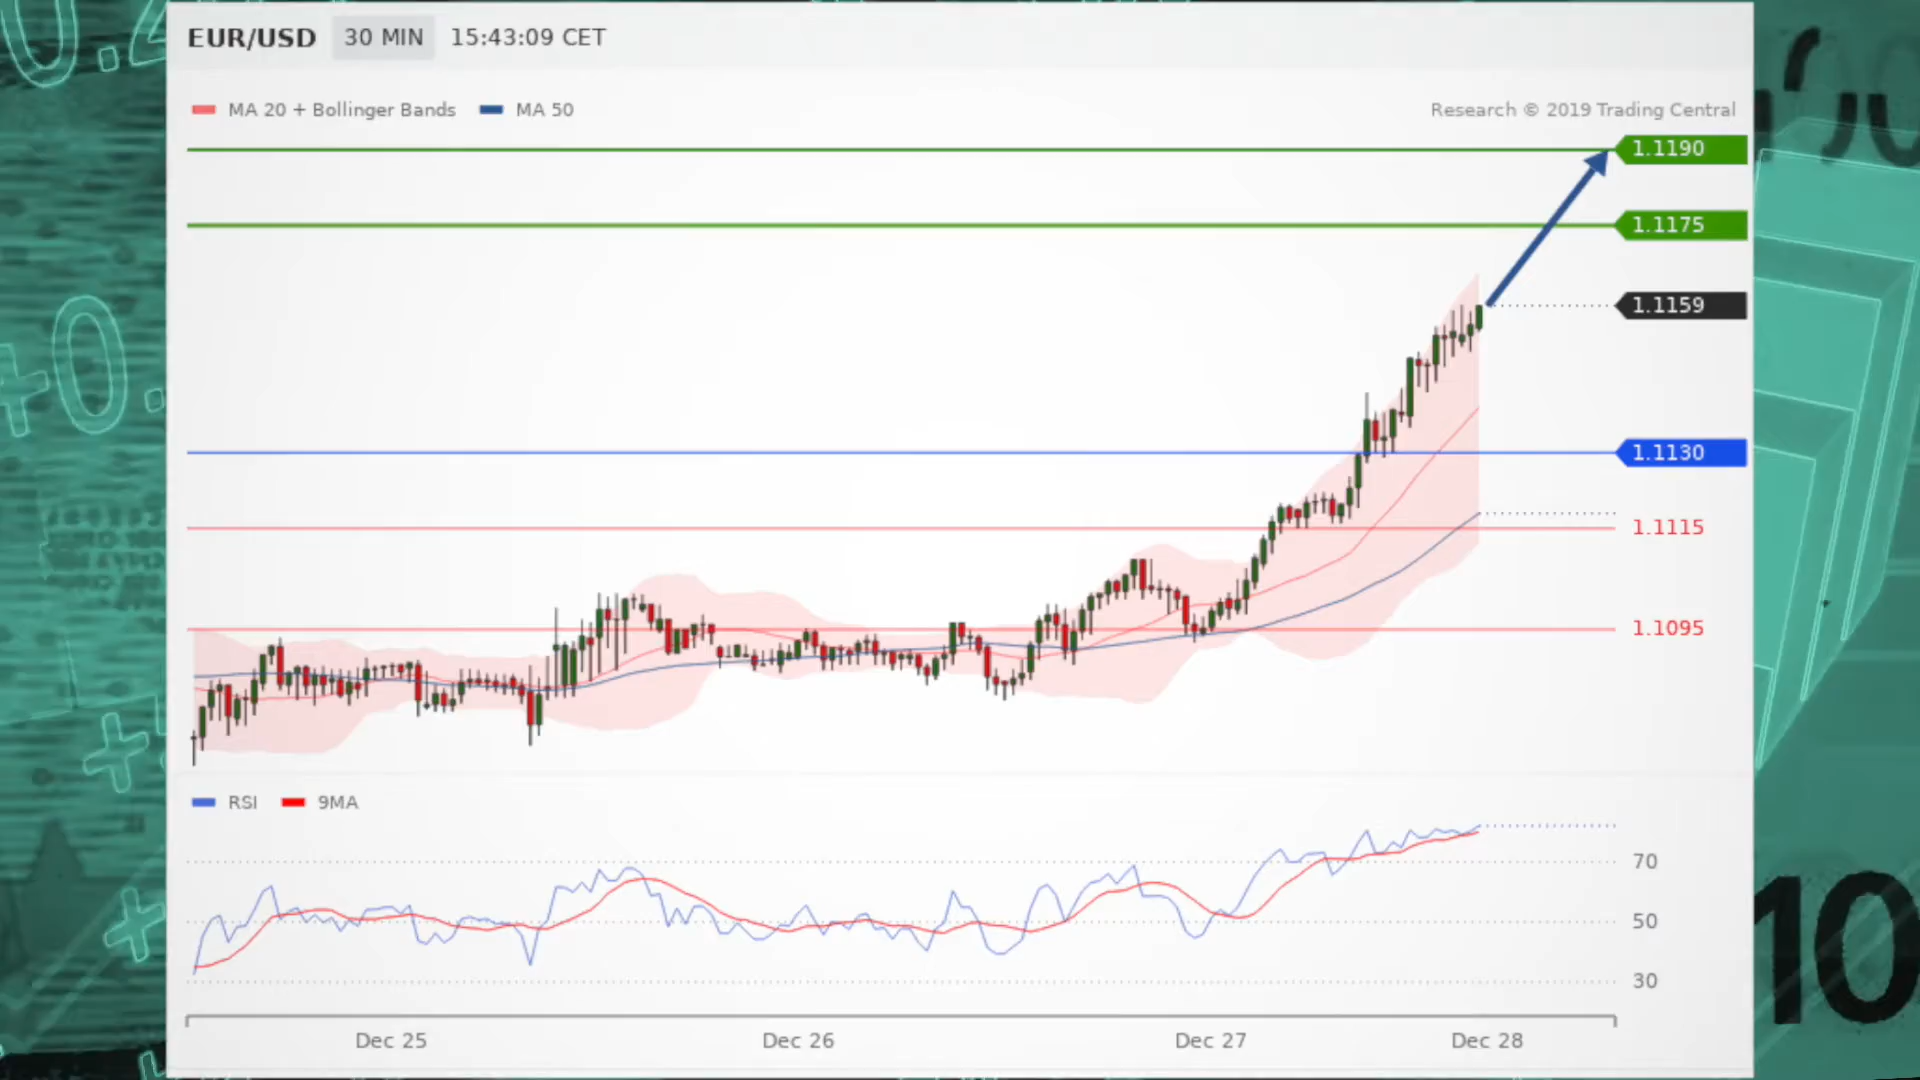 EUR/USD 30 MIN 15:43:09 CET
MA 20 + Bollinger Bands MA 50
Research © 2019 Trading Central
1.1190
1.1175
1.1159
1.1130
1.1115
1.1095
RSI 9MA
70
50
30
Dec 25 Dec 26 Dec 27 Dec 28
+0.
10